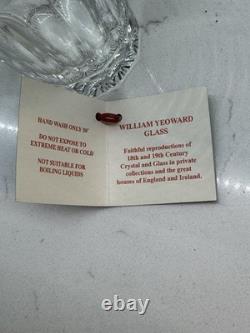 HAND WASH ONLY 50°
DO NOT EXPOSE TO
EXTREME HEAT OR COLD
NOT SUITABLE FOR
BOILING LIQUIDS
WILLIAM YEOWARD
GLASS
Faithful reproductions of
18th and 19th Century
Crystal and Glass in private
collections and the great
houses of England and Ireland.